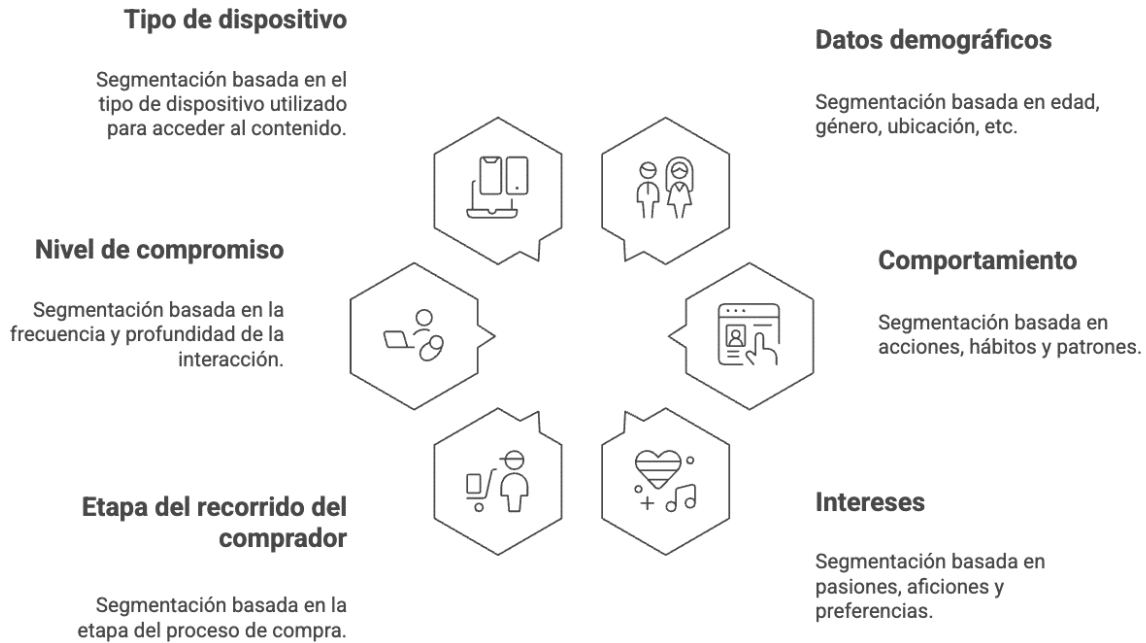 Tipo de dispositivo
Segmentación basada en el
tipo de dispositivo utilizado
para acceder al contenido.
Datos demográficos
Segmentación basada en edad,
género, ubicación, etc.
Nivel de compromiso
Segmentación basada en la
frecuencia y profundidad de la
interacción.
Comportamiento
Segmentación basada en
acciones, hábitos y patrones.
Etapa del recorrido del
comprador
Segmentación basada en la
etapa del proceso de compra.
Intereses
Segmentación basada en
pasiones, aficiones y
preferencias.